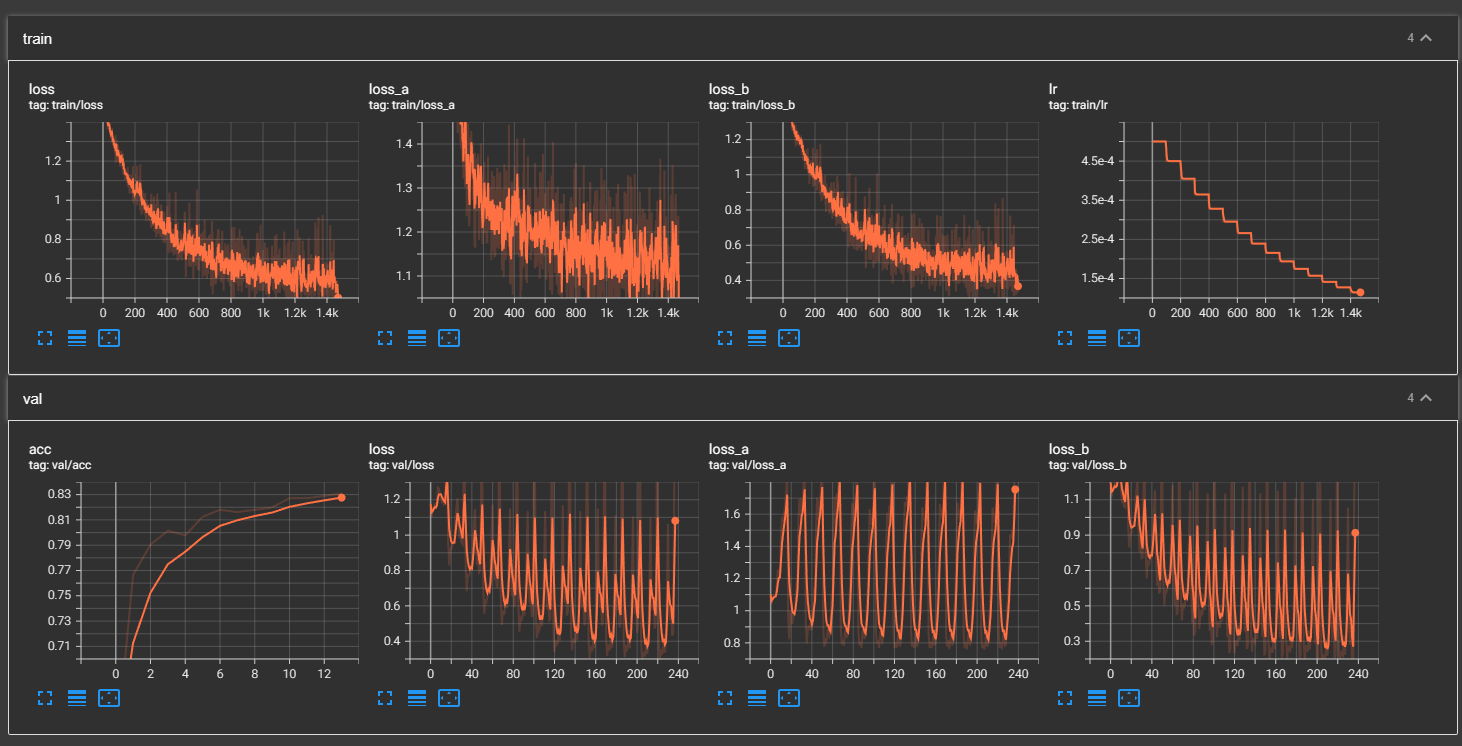 train
4
loss
tag: train/loss
1.2
1
0.8
0.6
0 200 400 600 800 1k 1.2k 1.4k
loss_a
tag: train/loss_a
1.4
1.3
1.2
1.1
0 200 400 600 800 1k 1.2k 1.4k
loss_b
tag: train/loss_b
1.2
1
0.8
0.6
0.4
0 200 400 600 800 1k 1.2k 1.4k
lr
tag: train/lr
4.5e-4
3.5e-4
2.5e-4
1.5e-4
0 200 400 600 800 1k 1.2k 1.4k
val
4
acc
tag: val/acc
0.83
0.81
0.79
0.77
0.75
0.73
0.71
0 2 4 6 8 10 12
loss
tag: val/loss
1.2
1
0.8
0.6
0.4
0 40 80 120 160 200 240
loss_a
tag: val/loss_a
1.6
1.4
1.2
1
0.8
0 40 80 120 160 200 240
loss_b
tag: val/loss_b
1.1
0.9
0.7
0.5
0.3
0 40 80 120 160 200 240